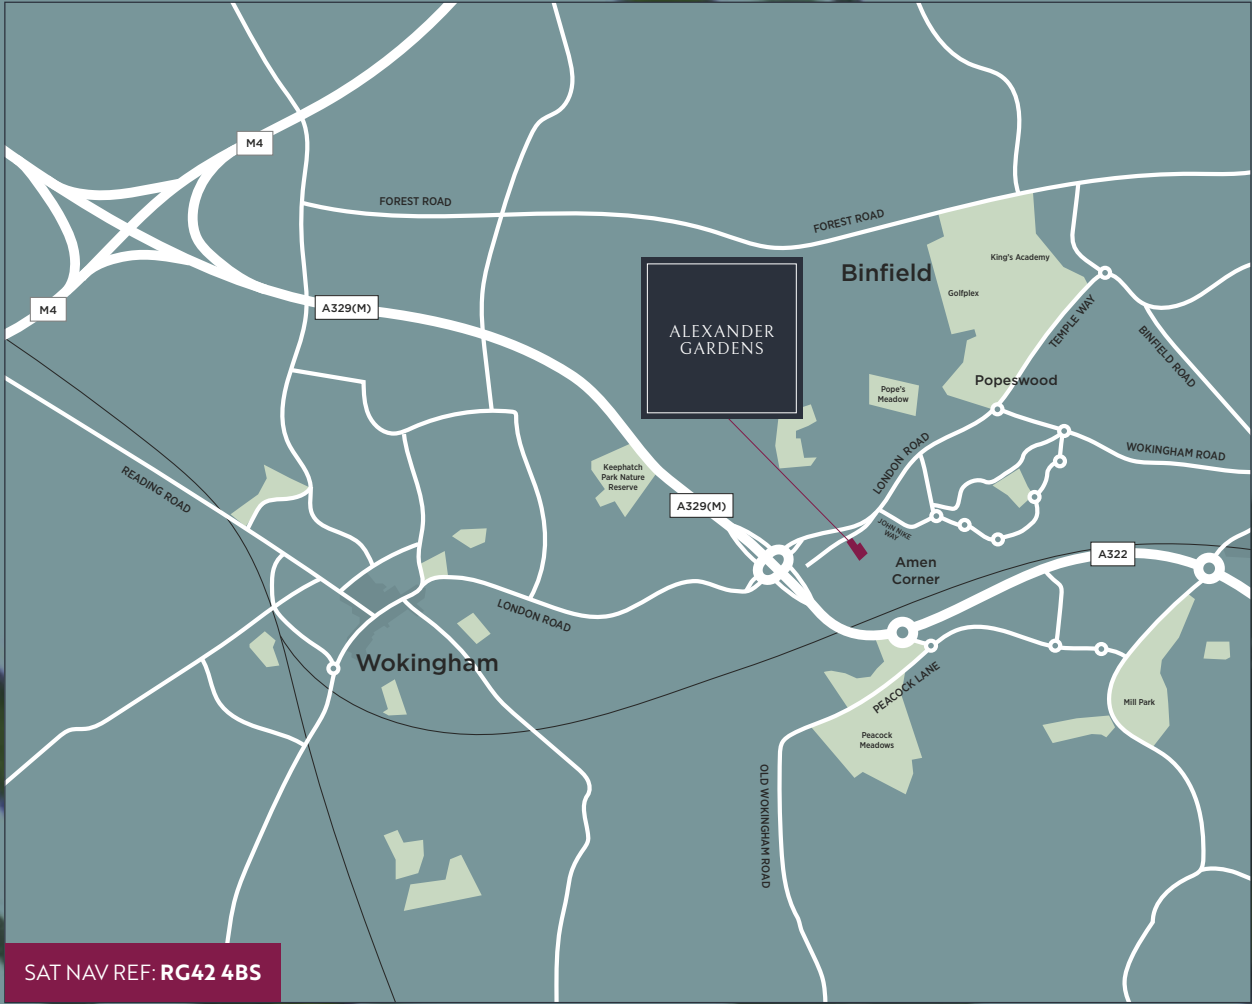 M4
FOREST ROAD
FOREST ROAD
Binfield
King's Academy
Golfplex
M4
A329(M)
ALEXANDER
GARDENS
TEMPLE WAY
BINFIELD ROAD
Popeswood
Pope's
Meadow
WOKINGHAM ROAD
LONDON ROAD
READING ROAD
Keephatch
Park Nature
Reserve
A329(M)
JOHN NIKE
WAY
Amen
Corner
A322
LONDON ROAD
Wokingham
PEACOCK LANE
Mill Park
Peacock
Meadows
OLD WOKINGHAM ROAD
SAT NAV REF: RG42 4BS